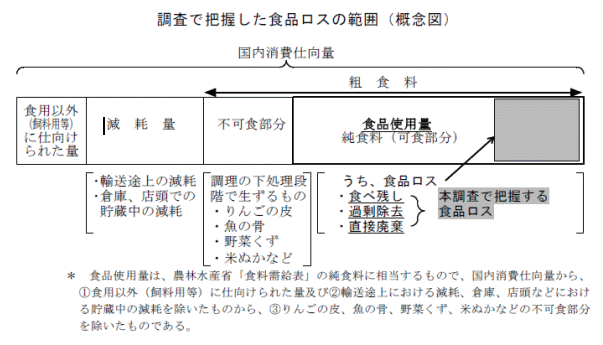 調査で把握した食品ロスの範囲（概念図）
国内消費仕向量
粗　食　料
食用以外
（飼料用等）
に仕向け
られた量
減　耗　量
不可食部分
食品使用量
純食料（可食部分）
・輸送途上の減耗
・倉庫、店頭での
貯蔵中の減耗
調理の下処理段
階で生ずるもの
・りんごの皮
・魚の骨
・野菜くず
・米ぬかなど
うち、食品ロス
・食べ残し
・過剰除去
・直接廃棄
本調査で把握する
食品ロス
＊　食品使用量は、農林水産省「食料需給表」の純食料に相当するもので、国内消費仕向量から、
①食用以外（飼料用等）に仕向けられた量及び②輸送途上における減耗、倉庫、店頭などにおけ
る貯蔵中の減耗を除いたものから、③りんごの皮、魚の骨、野菜くず、米ぬかなどの不可食部分
を除いたものである。